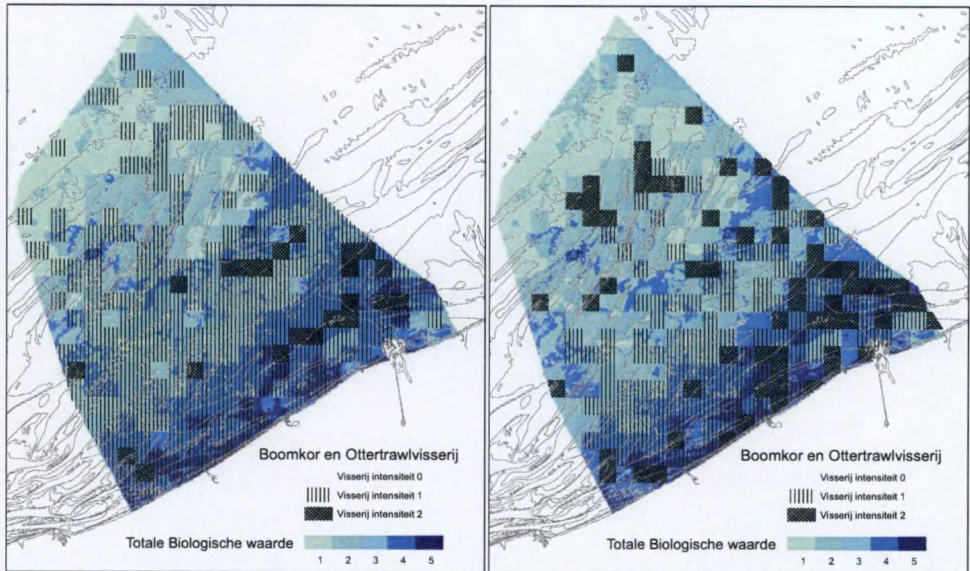 Boomkor en Ottertrawlvisserij
Visserij intensiteit 0
Visserij intensiteit 1
Visserij intensiteit 2
Totale Biologische waarde
1 2 3 4 5
Boomkor en Ottertrawlvisserij
Visserij intensiteit 0
Visserij intensiteit 1
Visserij intensiteit 2
Totale Biologische waarde
1 2 3 4 5